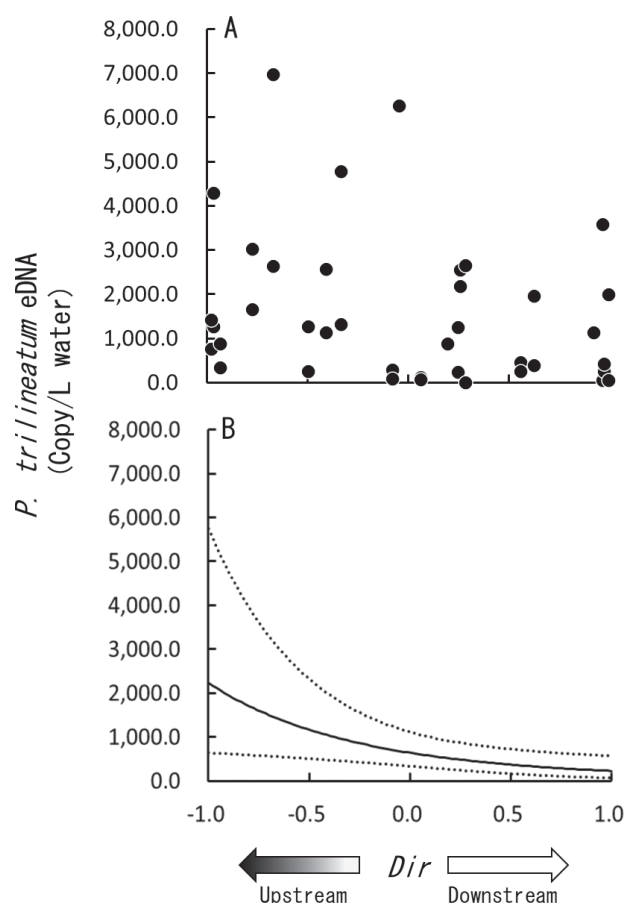 A
8,000.0
7,000.0
6,000.0
5,000.0
4,000.0
3,000.0
2,000.0
1,000.0
0.0
P. trilineatum eDNA
(Copy/L water)
B
8,000.0
7,000.0
6,000.0
5,000.0
4,000.0
3,000.0
2,000.0
1,000.0
0.0
-1.0 -0.5 0.0 0.5 1.0
Dir
Upstream Downstream